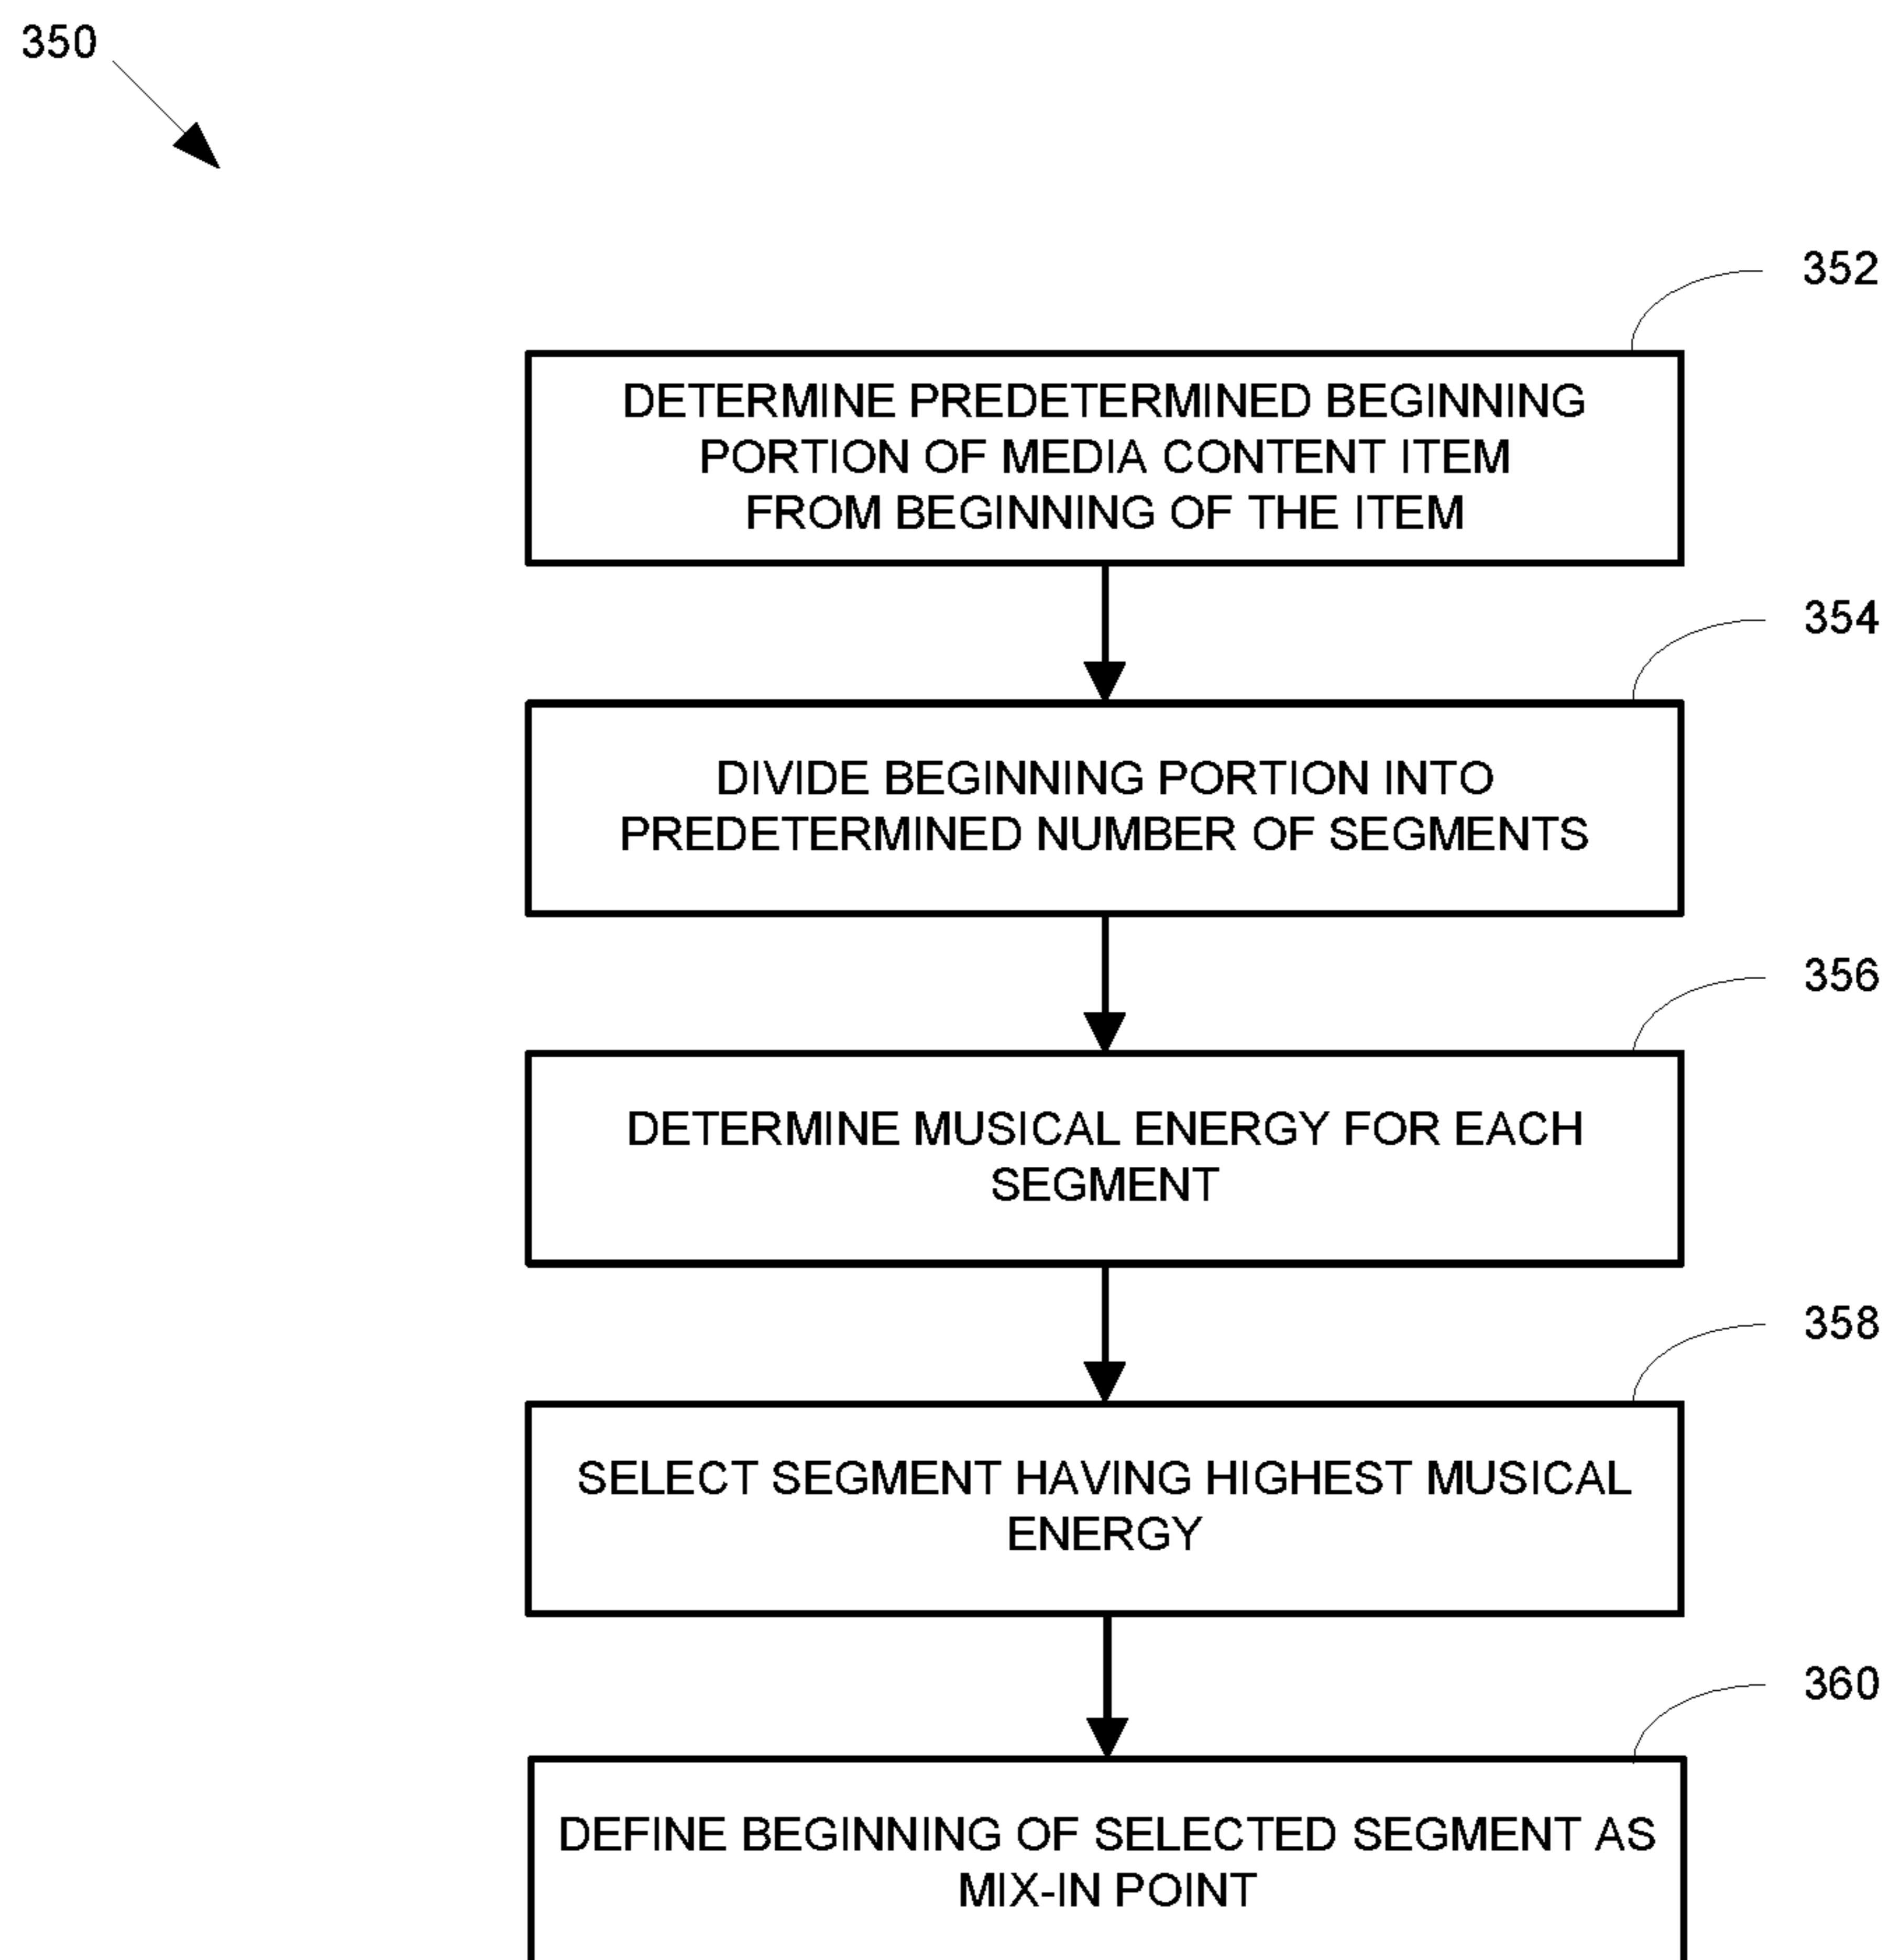 350
352
DETERMINE PREDETERMINED BEGINNING
PORTION OF MEDIA CONTENT ITEM
FROM BEGINNING OF THE ITEM
354
DIVIDE BEGINNING PORTION INTO
PREDETERMINED NUMBER OF SEGMENTS
356
DETERMINE MUSICAL ENERGY FOR EACH
SEGMENT
358
SELECT SEGMENT HAVING HIGHEST MUSICAL
ENERGY
360
DEFINE BEGINNING OF SELECTED SEGMENT AS
MIX-IN POINT